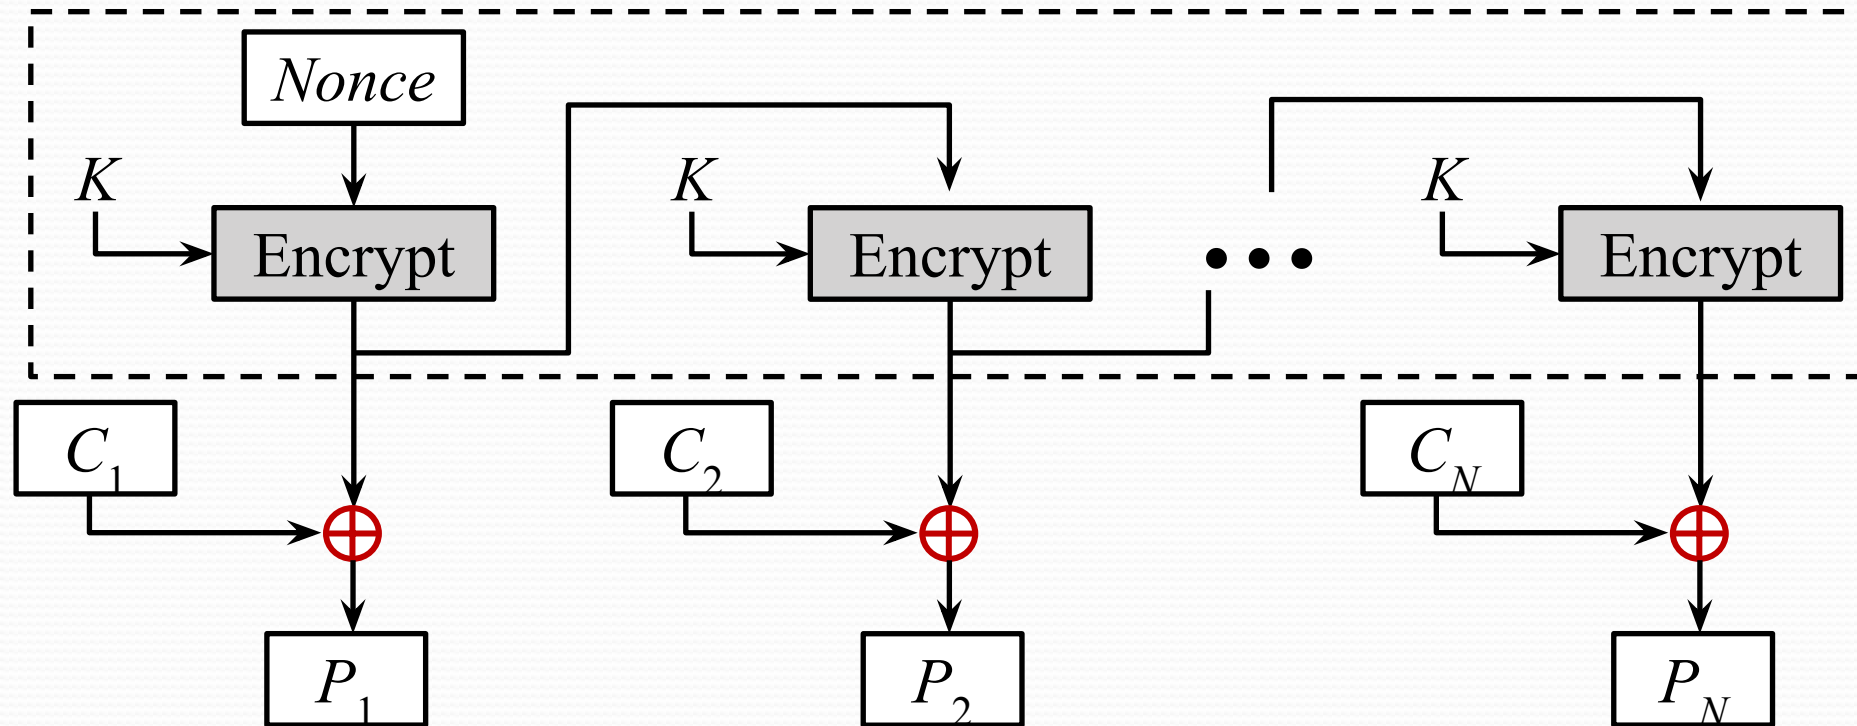 Nonce
K K K
Encrypt Encrypt ••• Encrypt
C1 C2 CN
P1 P2 PN